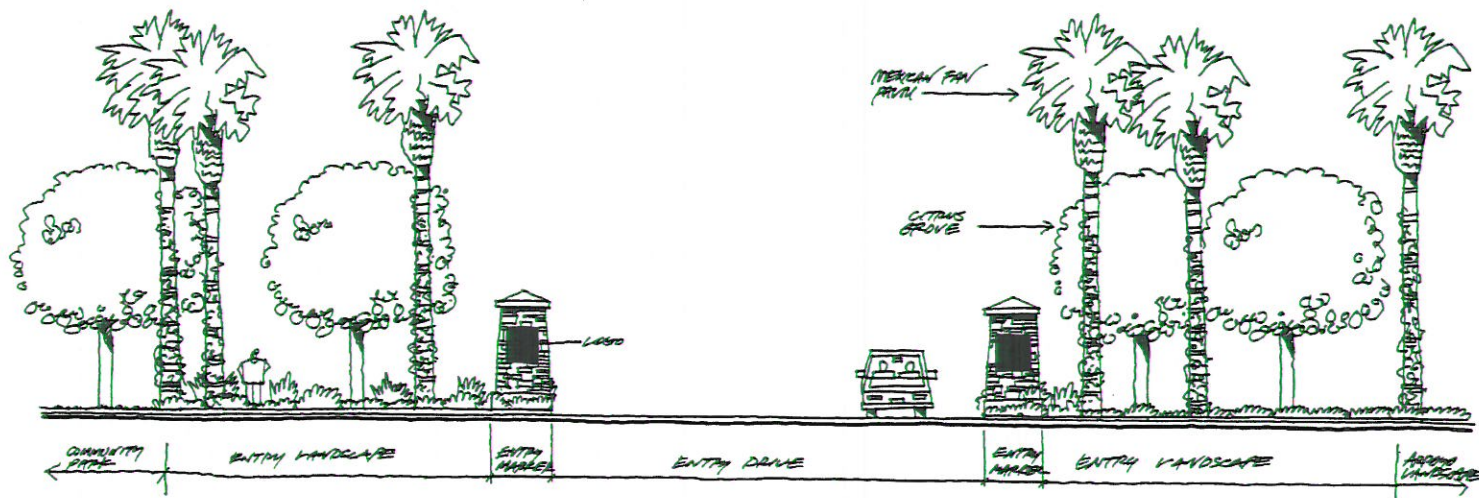 MEXICAN FAN
PALM
CITRUS
GROVE
LOGO
COMMUNITY
PARK
ENTRY LANDSCAPE
ENTRY
MARKER
ENTRY DRIVE
ENTRY
MARKER
ENTRY LANDSCAPE
LANDSCAPE